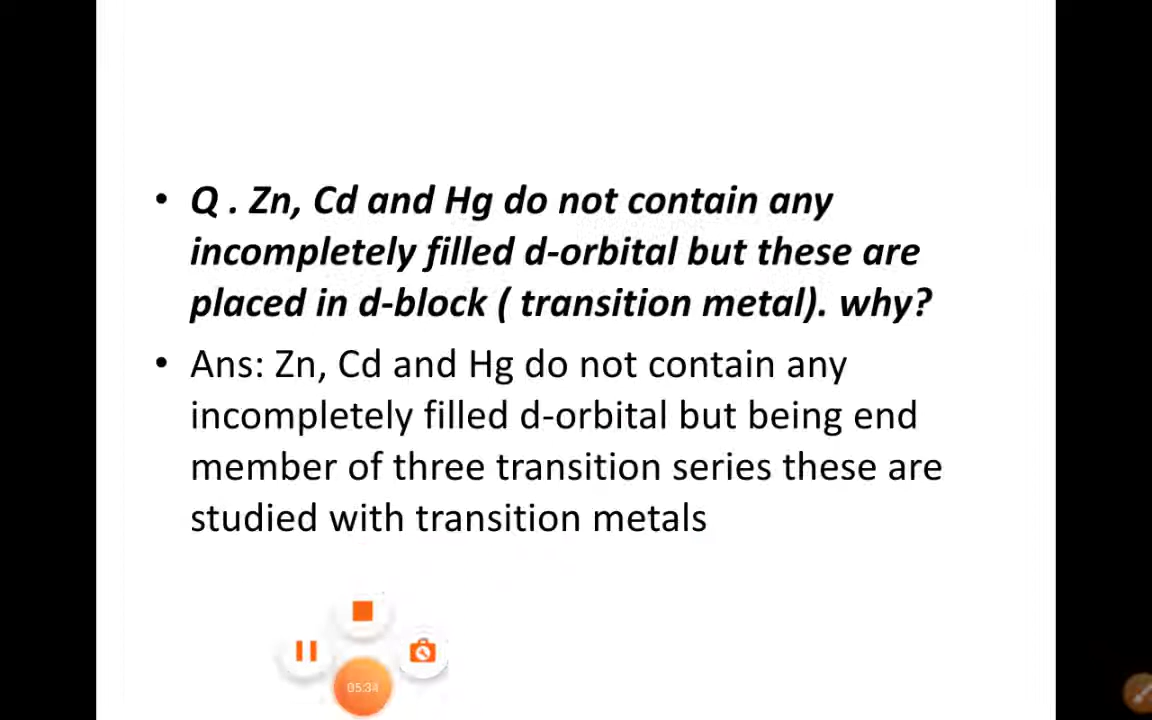 • Q . Zn, Cd and Hg do not contain any
incompletely filled d-orbital but these are
placed in d-block ( transition metal). why?
• Ans: Zn, Cd and Hg do not contain any
incompletely filled d-orbital but being end
member of three transition series these are
studied with transition metals
05:34